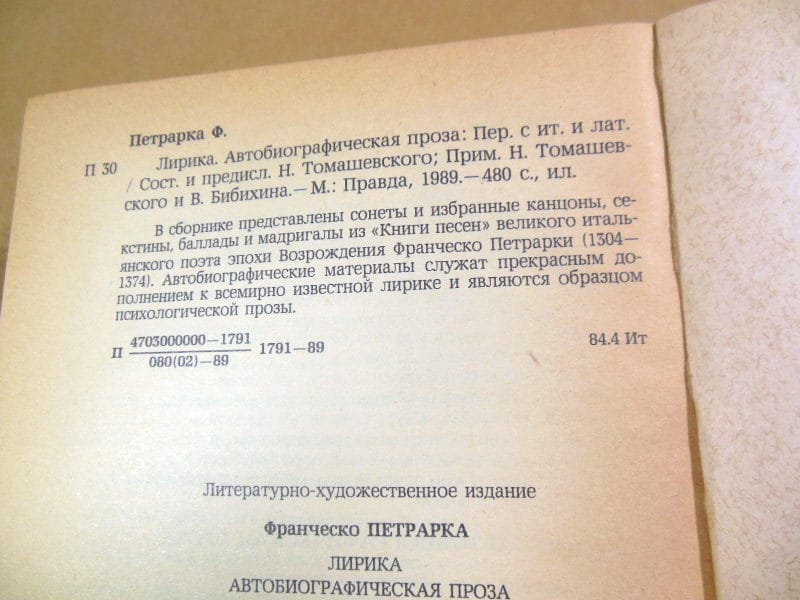 Петрарка Ф.
П 30 Лирика. Автобиографическая проза: Пер. с ит. и лат.
/ Сост. и предисл. Н. Томашевского; Прим. Н. Томашев-
ского и В. Бибихина.—М.: Правда, 1989.—480 с., ил.
В сборнике представлены сонеты и избранные канцоны, се-
кстины, баллады и мадригалы из «Книги песен» великого италь-
янского поэта эпохи Возрождения Франческо Петрарки (1304—
1374). Автобиографические материалы служат прекрасным до-
полнением к всемирно известной лирике и являются образцом
психологической прозы.
П 4703000000—1791
080(02)—89
1791—89
84.4 Ит
Литературно-художественное издание
Франческо ПЕТРАРКА
ЛИРИКА
АВТОБИОГРАФИЧЕСКАЯ ПРОЗА